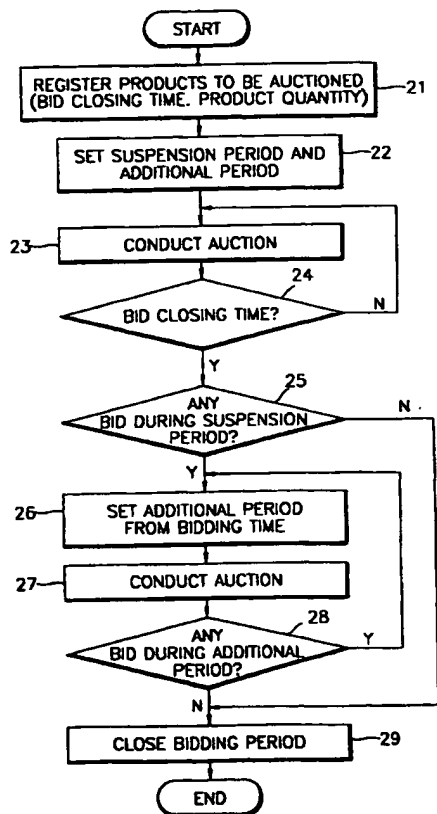 START
REGISTER PRODUCTS TO BE AUCTIONED
(BID CLOSING TIME. PRODUCT QUANTITY)
21
SET SUSPENSION PERIOD AND
ADDITIONAL PERIOD
22
23
CONDUCT AUCTION
24
BID CLOSING TIME?
N
Y
25
ANY
BID DURING SUSPENSION
PERIOD?
N
Y
26
SET ADDITIONAL PERIOD
FROM BIDDING TIME
27
CONDUCT AUCTION
28
ANY
BID DURING ADDITIONAL
PERIOD?
Y
N
CLOSE BIDDING PERIOD
29
END